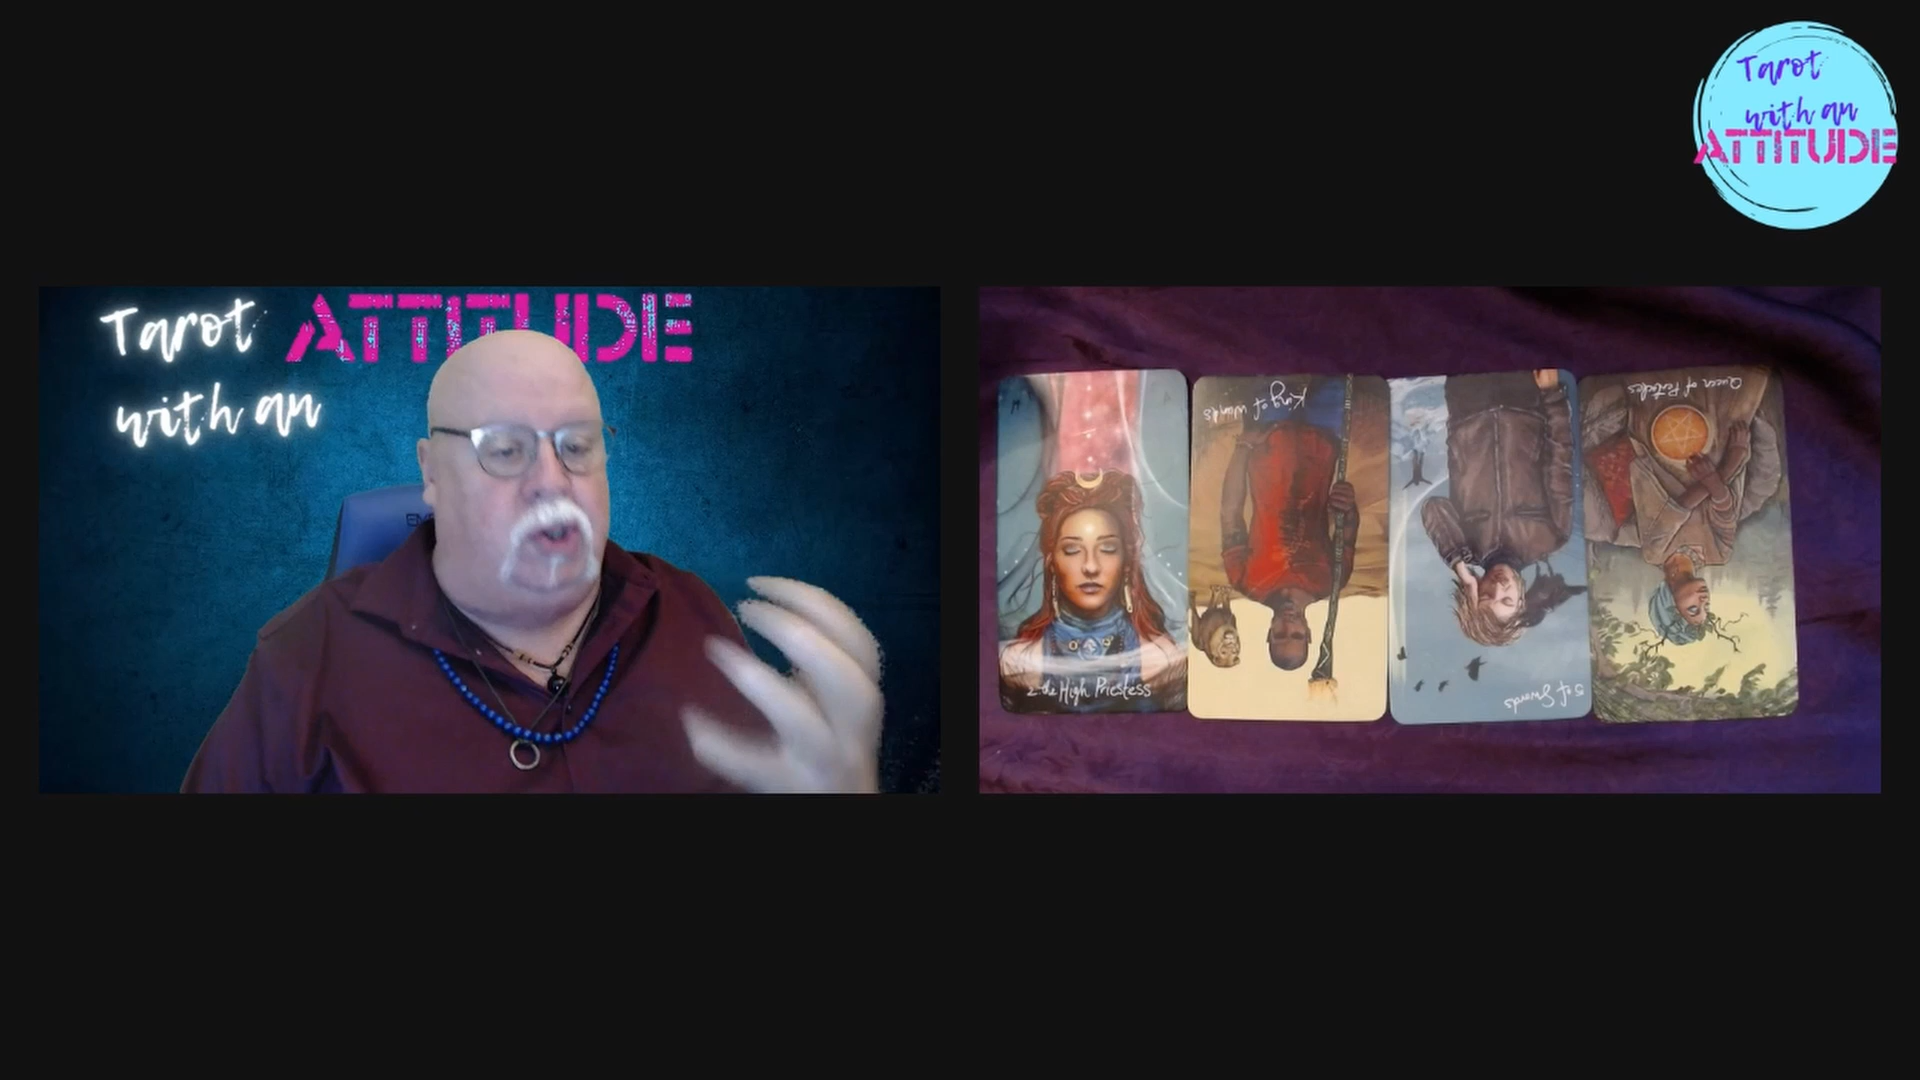 Tarot
with an
ATTITUDE
Tarot ATTITUDE
with an
2 the High Priestess
King of Wands
5 of Swords
Queen of Pentacles